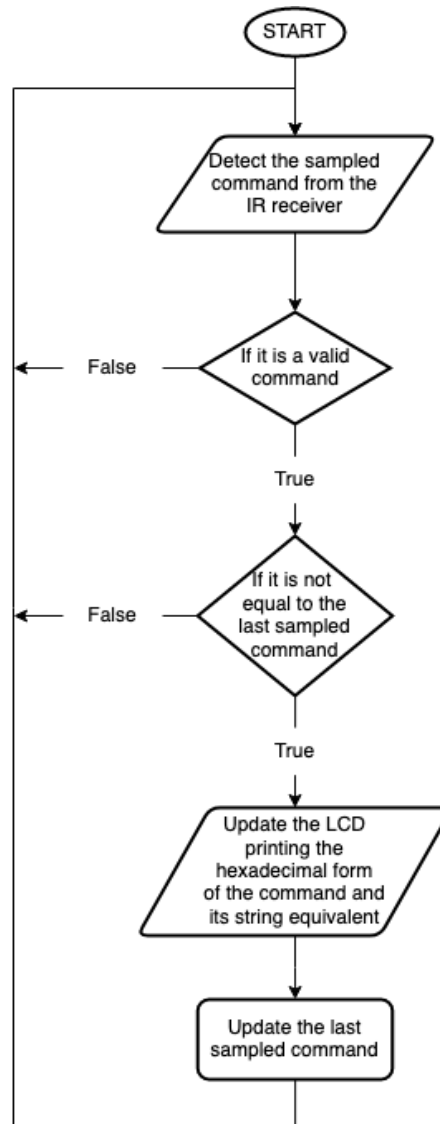 START
Detect the sampled
command from the
IR receiver
If it is a valid
command
False
True
If it is not
equal to the
last sampled
command
False
True
Update the LCD
printing the
hexadecimal form
of the command and
its string equivalent
Update the last
sampled command